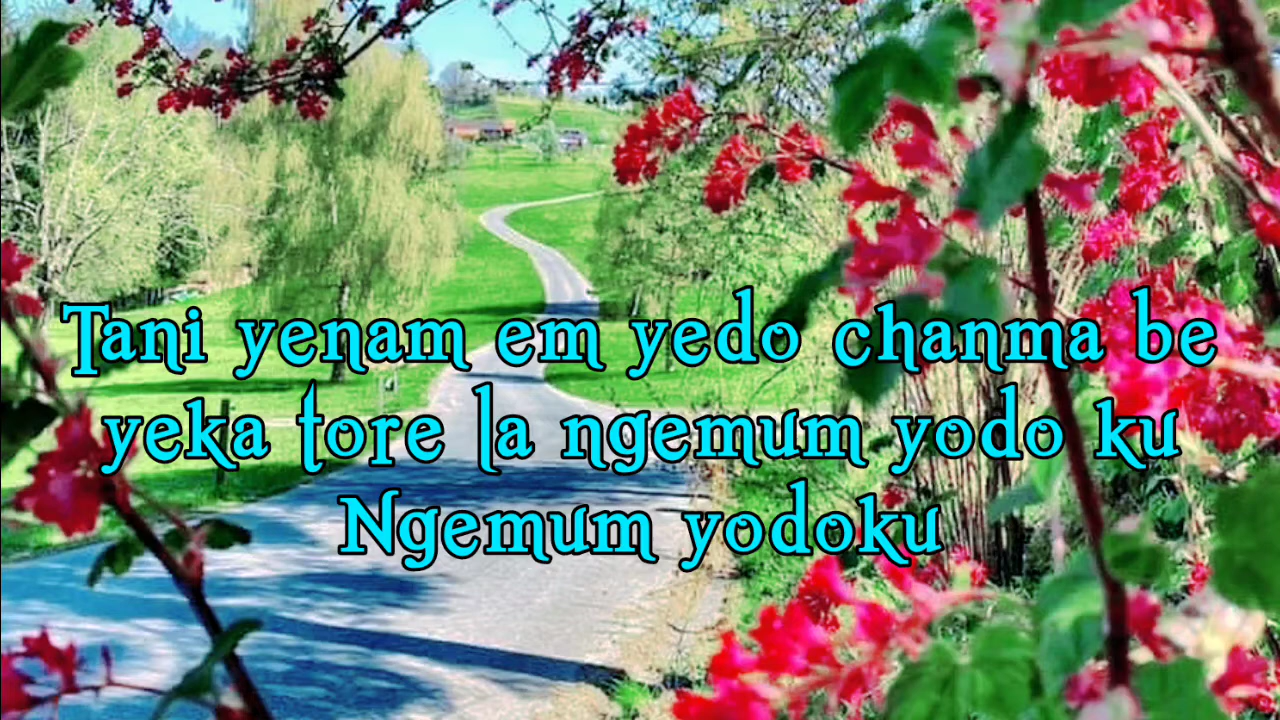 Tani yenam em yedo chanma be
yeka tore la ngemum yodo ku
Ngemum yodoku